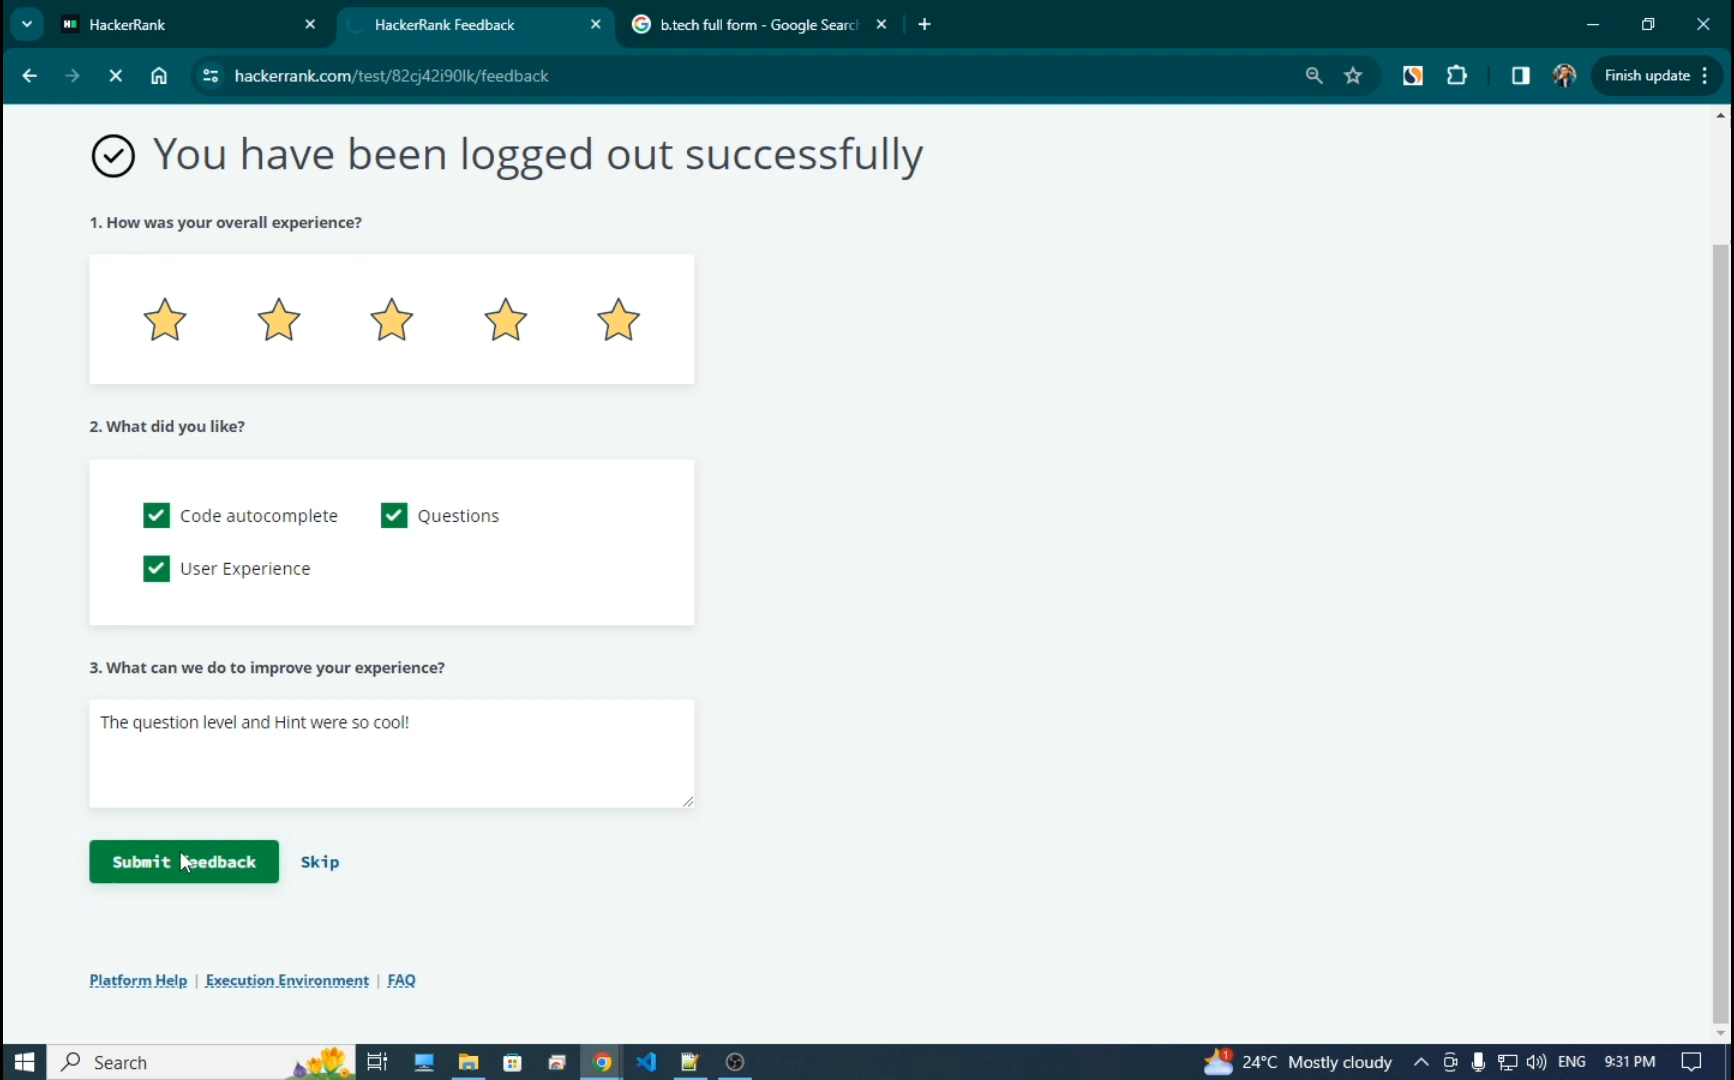 HackerRank
HackerRank Feedback
b.tech full form - Google Search
hackerrank.com/test/82cj42i90lk/feedback
Finish update
You have been logged out successfully
1. How was your overall experience?
2. What did you like?
Code autocomplete
Questions
User Experience
3. What can we do to improve your experience?
The question level and Hint were so cool!
Submit Feedback
Skip
Platform Help | Execution Environment | FAQ
Search
1
24°C Mostly cloudy
ENG
9:31 PM